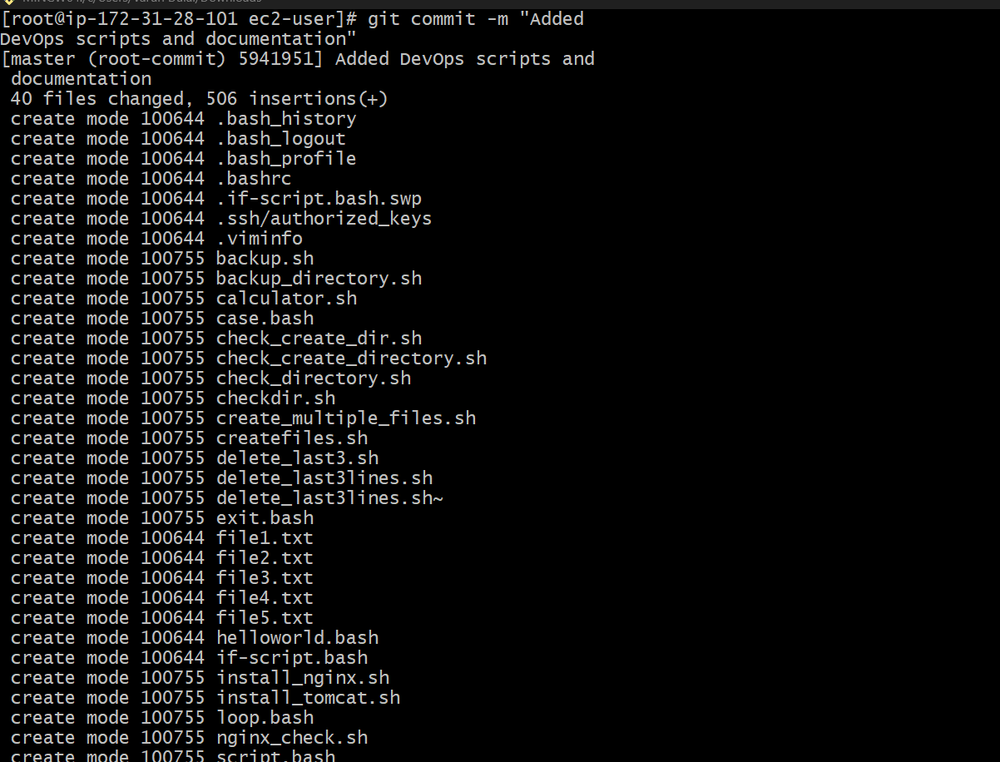 [root@ip-172-31-28-101 ec2-user]# git commit -m "Added
DevOps scripts and documentation"
[master (root-commit) 5941951] Added DevOps scripts and
 documentation
 40 files changed, 506 insertions(+)
 create mode 100644 .bash_history
 create mode 100644 .bash_logout
 create mode 100644 .bash_profile
 create mode 100644 .bashrc
 create mode 100644 .if-script.bash.swp
 create mode 100644 .ssh/authorized_keys
 create mode 100644 .viminfo
 create mode 100755 backup.sh
 create mode 100755 backup_directory.sh
 create mode 100755 calculator.sh
 create mode 100755 case.bash
 create mode 100755 check_create_dir.sh
 create mode 100755 check_create_directory.sh
 create mode 100755 check_directory.sh
 create mode 100755 checkdir.sh
 create mode 100755 create_multiple_files.sh
 create mode 100755 createfiles.sh
 create mode 100755 delete_last3.sh
 create mode 100755 delete_last3lines.sh
 create mode 100755 delete_last3lines.sh~
 create mode 100755 exit.bash
 create mode 100644 file1.txt
 create mode 100644 file2.txt
 create mode 100644 file3.txt
 create mode 100644 file4.txt
 create mode 100644 file5.txt
 create mode 100644 helloworld.bash
 create mode 100644 if-script.bash
 create mode 100755 install_nginx.sh
 create mode 100755 install_tomcat.sh
 create mode 100755 loop.bash
 create mode 100755 nginx_check.sh
 create mode 100755 script.bash